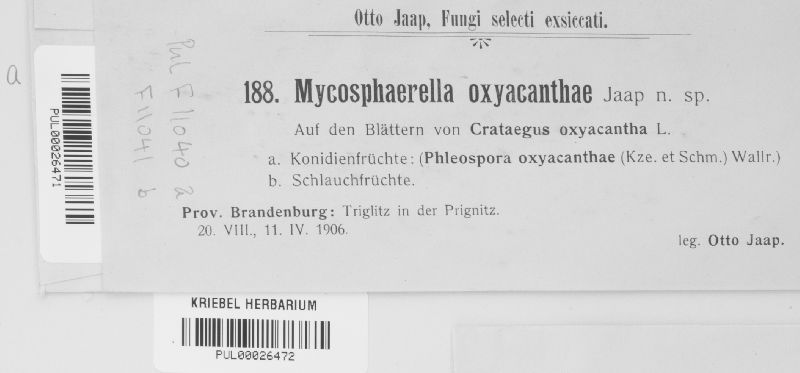 Otto Jaap, Fungi selecti exsiccati.
188. Mycosphaerella oxyacanthae Jaap n. sp.
Auf den Blättern von Crataegus oxyacantha L.
a. Konidienfrüchte: (Phleospora oxyacanthae (Kze. et Schm.) Wallr.)
b. Schlauchfrüchte.
Prov. Brandenburg: Triglitz in der Prignitz.
20. VIII., 11. IV. 1906.
leg. Otto Jaap.
a
PUL00026471
Pul F11040 a
F11041 b
KRIEBEL HERBARIUM
PUL00026472